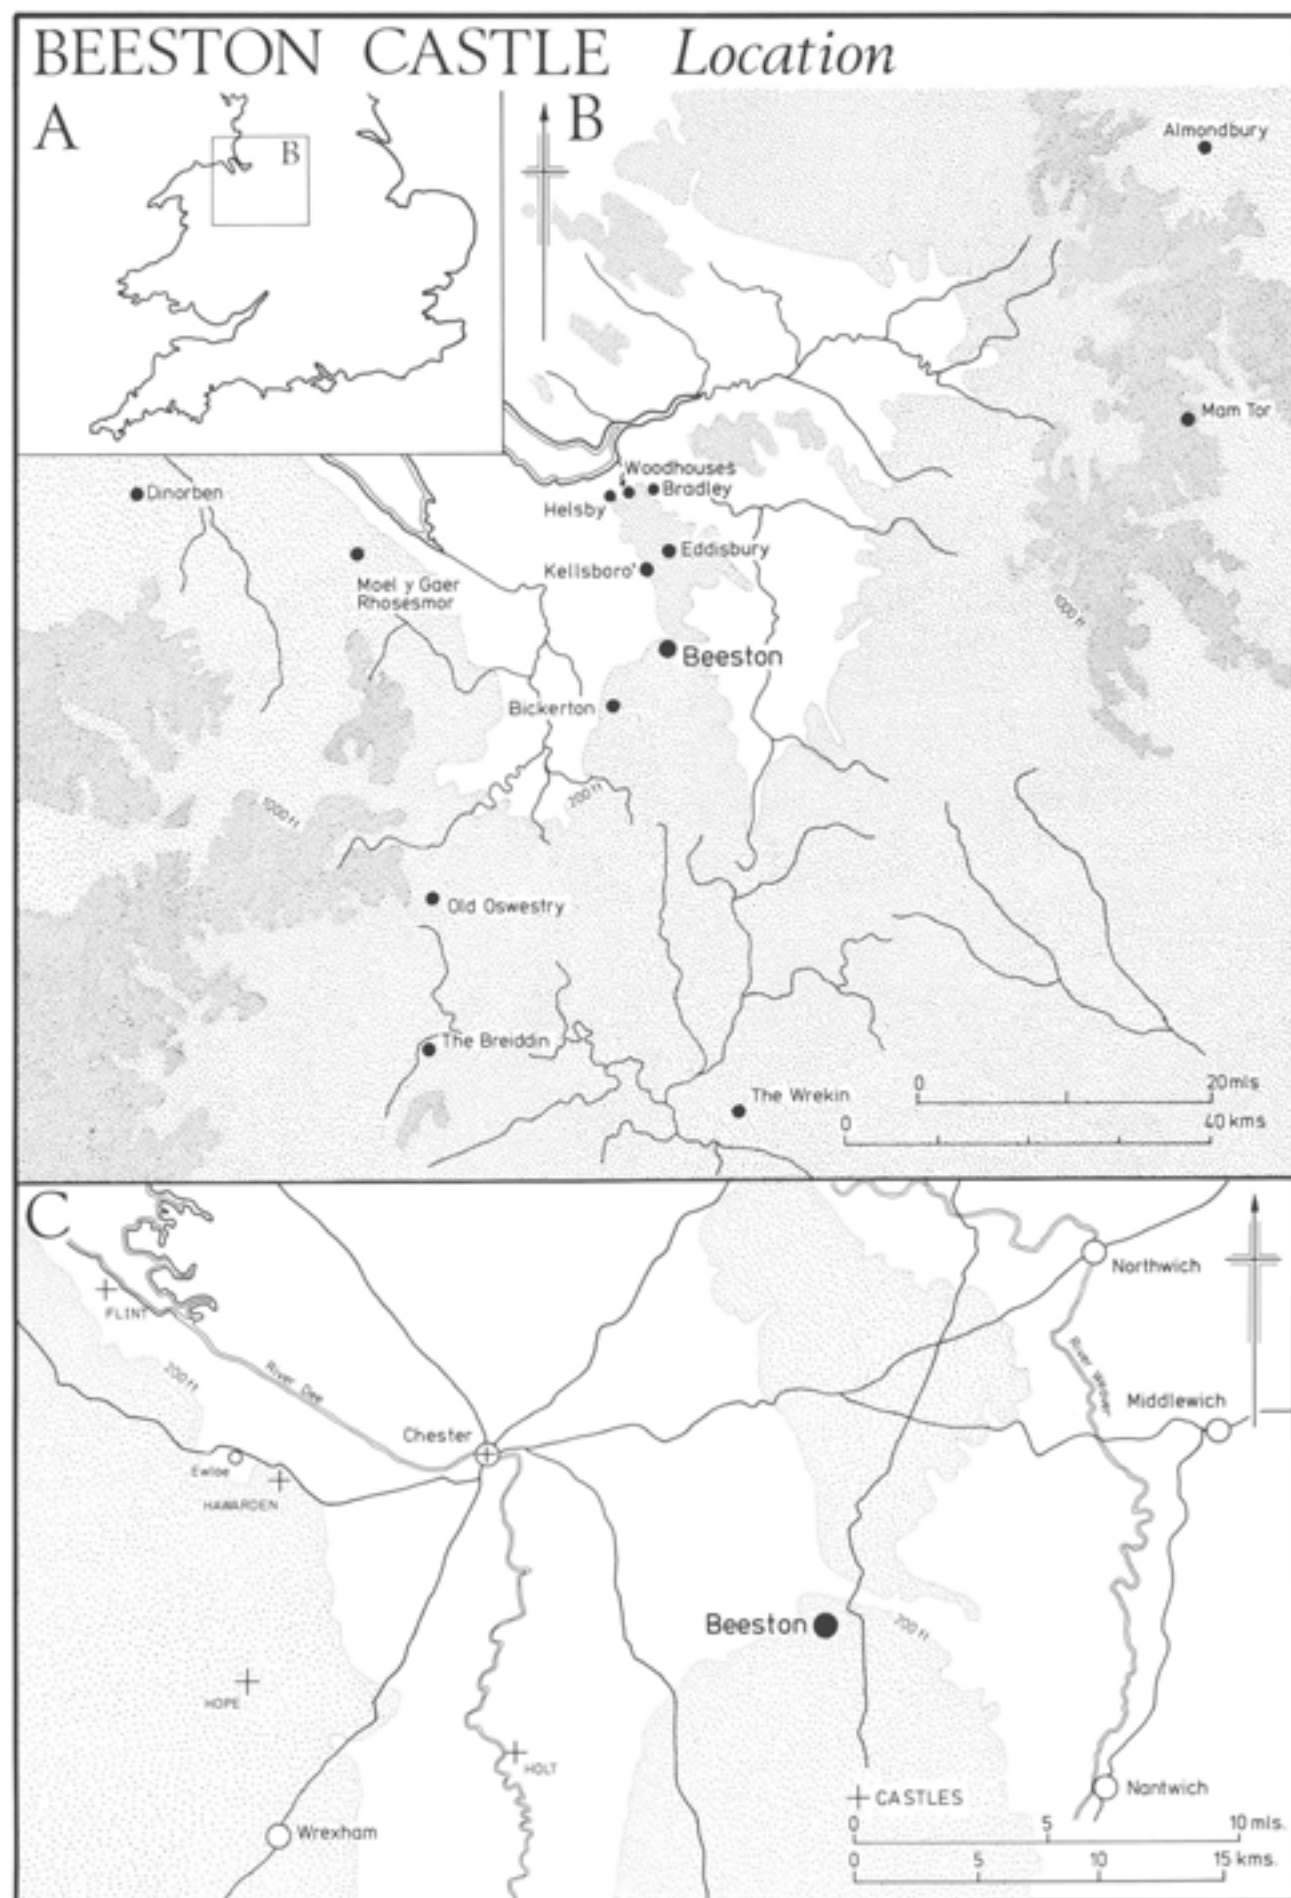 BEESTON CASTLE Location
A
B
B
Almondbury
Mam Tor
Woodhouses
Bradley
Helsby
Dinorben
Eddisbury
Kellsboro'
Moel y Gaer
Rhosesmor
1000 ft
Beeston
Bickerton
200 ft
1000 ft
Old Oswestry
The Breiddin
The Wrekin
0 20 mls
0 40 kms
C
Northwich
FLINT
River Dee
200 ft
River Weaver
Middlewich
Chester
Ewloe
HAWARDEN
Beeston
200 ft
HOPE
HOLT
CASTLES
Nantwich
Wrexham
0 5 10 mls.
0 5 10 15 kms.